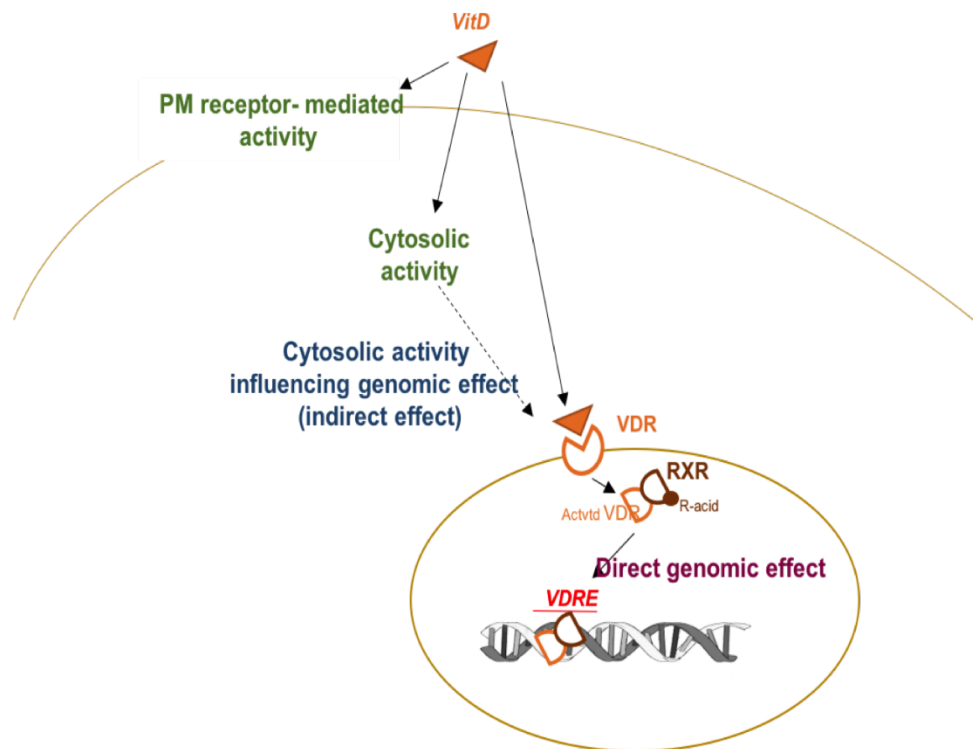 VitD
PM receptor- mediated
activity
Cytosolic
activity
Cytosolic activity
influencing genomic effect
(indirect effect)
VDR
RXR
R-acid
Actvtd VDR
Direct genomic effect
VDRE